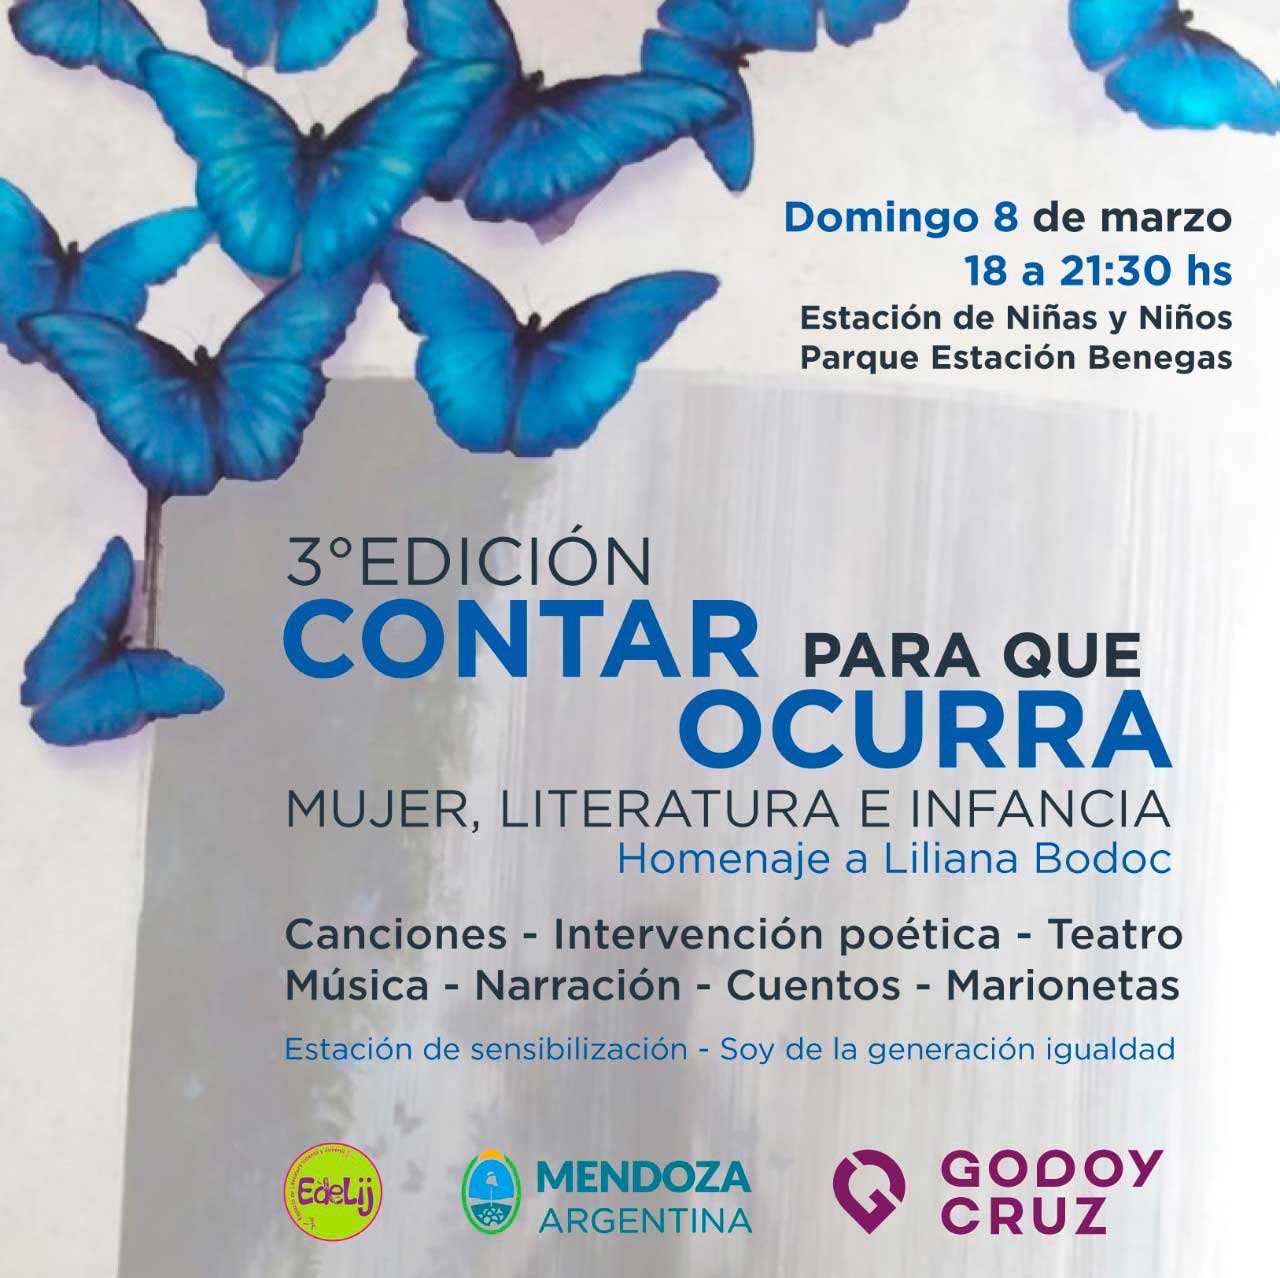 Domingo 8 de marzo
18 a 21:30 hs
Estación de Niñas y Niños
Parque Estación Benegas
3°EDICIÓN
CONTAR PARA QUE
OCURRA
MUJER, LITERATURA E INFANCIA
Homenaje a Liliana Bodoc
Canciones - Intervención poética - Teatro
Música - Narración - Cuentos - Marionetas
Estación de sensibilización - Soy de la generación igualdad
EdeLij
MENDOZA
ARGENTINA
GODOY
CRUZ